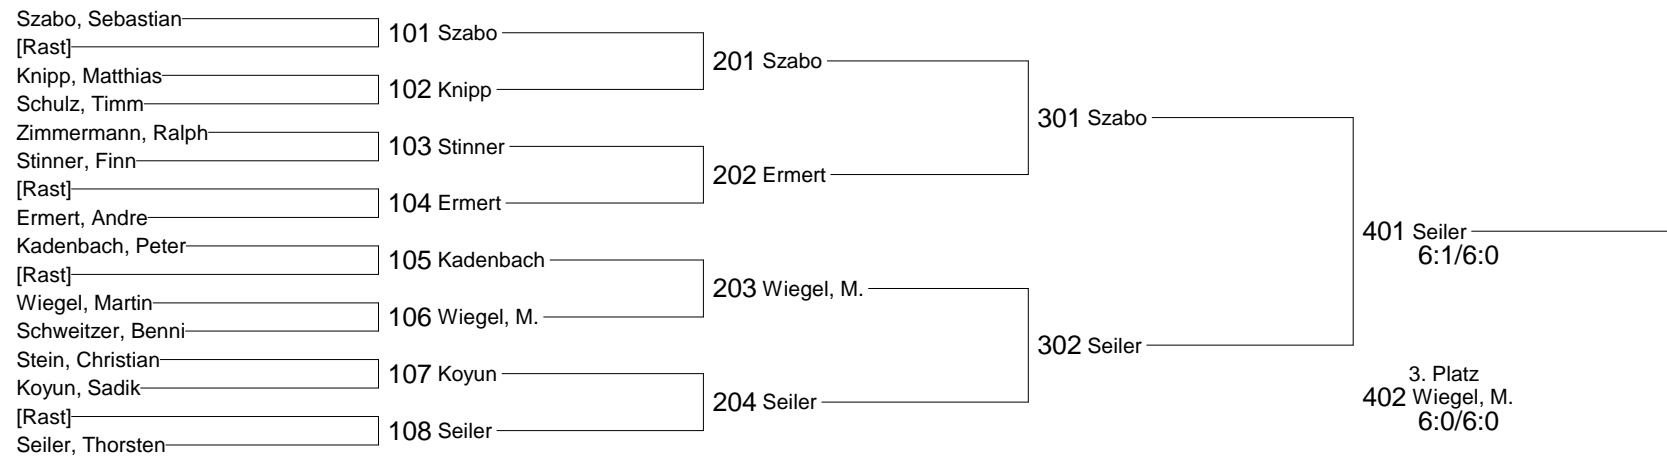 Szabo, Sebastian
[Rast]
Knipp, Matthias
Schulz, Timm
Zimmermann, Ralph
Stinner, Finn
[Rast]
Ermert, Andre
Kadenbach, Peter
[Rast]
Wiegel, Martin
Schweitzer, Benni
Stein, Christian
Koyun, Sadik
[Rast]
Seiler, Thorsten
101 Szabo
102 Knipp
103 Stinner
104 Ermert
105 Kadenbach
106 Wiegel, M.
107 Koyun
108 Seiler
201 Szabo
202 Ermert
203 Wiegel, M.
204 Seiler
301 Szabo
302 Seiler
401 Seiler
6:1/6:0
3. Platz
402 Wiegel, M.
6:0/6:0